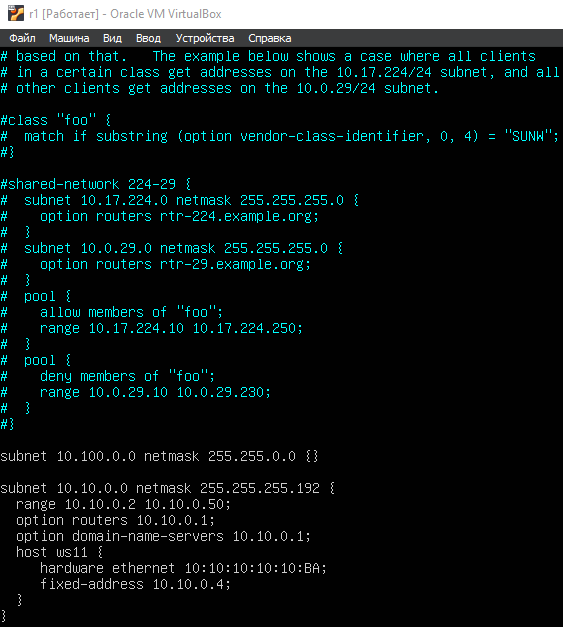 r1 [Работает] - Oracle VM VirtualBox
Файл Машина Вид Ввод Устройства Справка
# based on that.   The example below shows a case where all clients
# in a certain class get addresses on the 10.17.224/24 subnet, and all
# other clients get addresses on the 10.0.29/24 subnet.

#class "foo" {
#  match if substring (option vendor-class-identifier, 0, 4) = "SUNW";
#}

#shared-network 224-29 {
#  subnet 10.17.224.0 netmask 255.255.255.0 {
#    option routers rtr-224.example.org;
#  }
#  subnet 10.0.29.0 netmask 255.255.255.0 {
#    option routers rtr-29.example.org;
#  }
#  pool {
#    allow members of "foo";
#    range 10.17.224.10 10.17.224.250;
#  }
#  pool {
#    deny members of "foo";
#    range 10.0.29.10 10.0.29.230;
#  }
#}

subnet 10.100.0.0 netmask 255.255.0.0 {}

subnet 10.10.0.0 netmask 255.255.255.192 {
  range 10.10.0.2 10.10.0.50;
  option routers 10.10.0.1;
  option domain-name-servers 10.10.0.1;
  host ws11 {
     hardware ethernet 10:10:10:10:10:BA;
     fixed-address 10.10.0.4;
  }
}